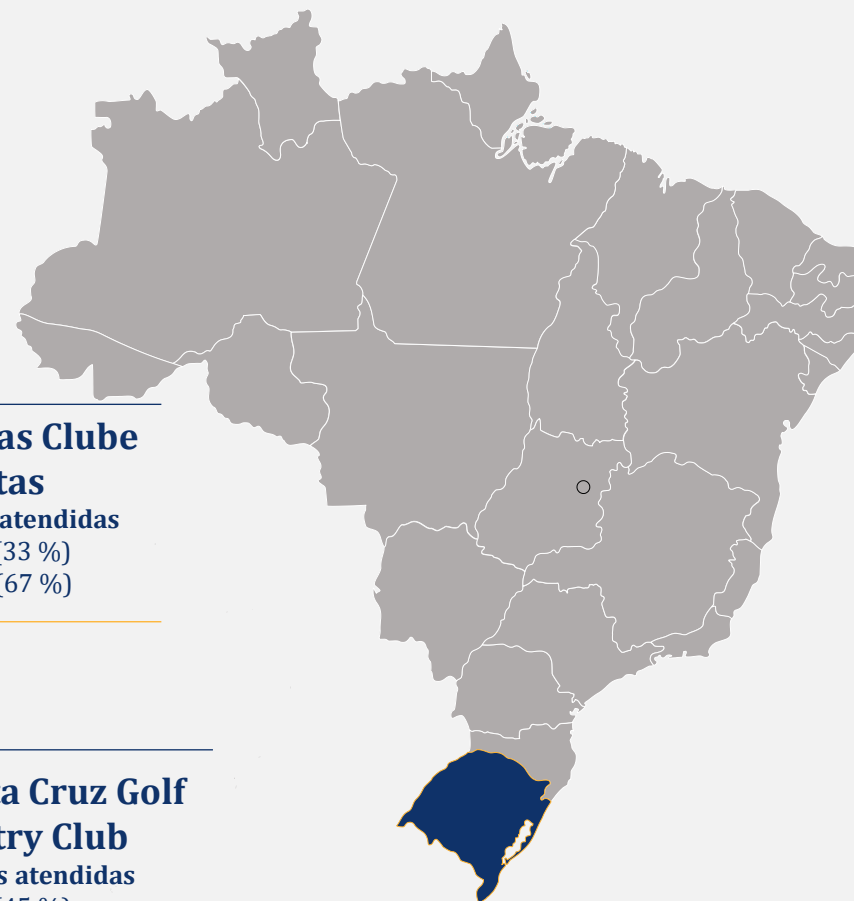 as Clube
tas
atendidas
(33 %)
(67 %)
a Cruz Golf
try Club
s atendidas